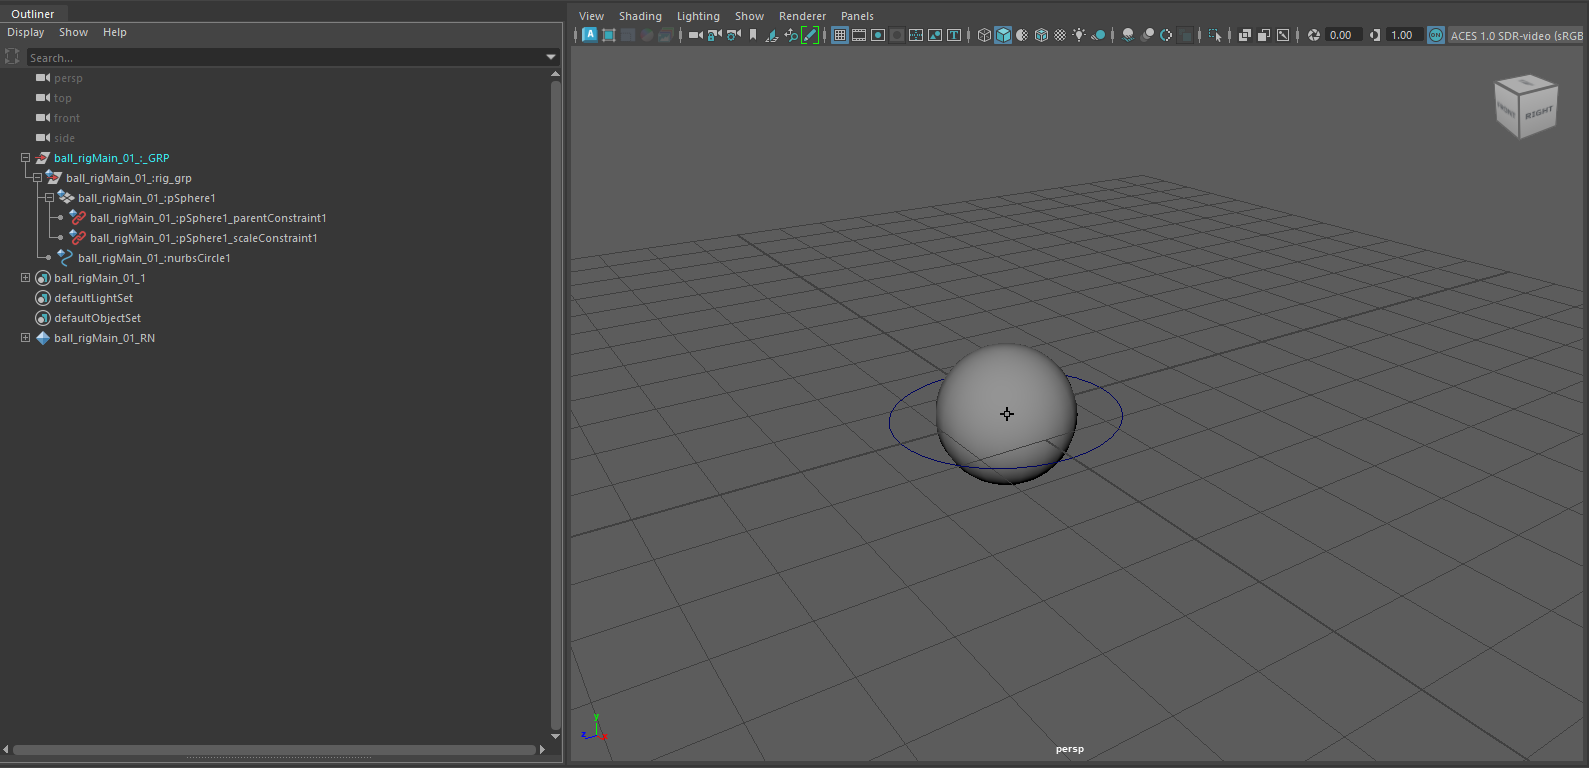 Outliner
Display Show Help
Search...
persp
top
front
side
ball_rigMain_01_:_GRP
ball_rigMain_01_:rig_grp
ball_rigMain_01_:pSphere1
ball_rigMain_01_:pSphere1_parentConstraint1
ball_rigMain_01_:pSphere1_scaleConstraint1
ball_rigMain_01_:nurbsCircle1
ball_rigMain_01_1
defaultLightSet
defaultObjectSet
ball_rigMain_01_RN
View Shading Lighting Show Renderer Panels
A T 0.00 1.00 ON ACES 1.0 SDR-video (sRGB
FRONT RIGHT
y
z x
persp